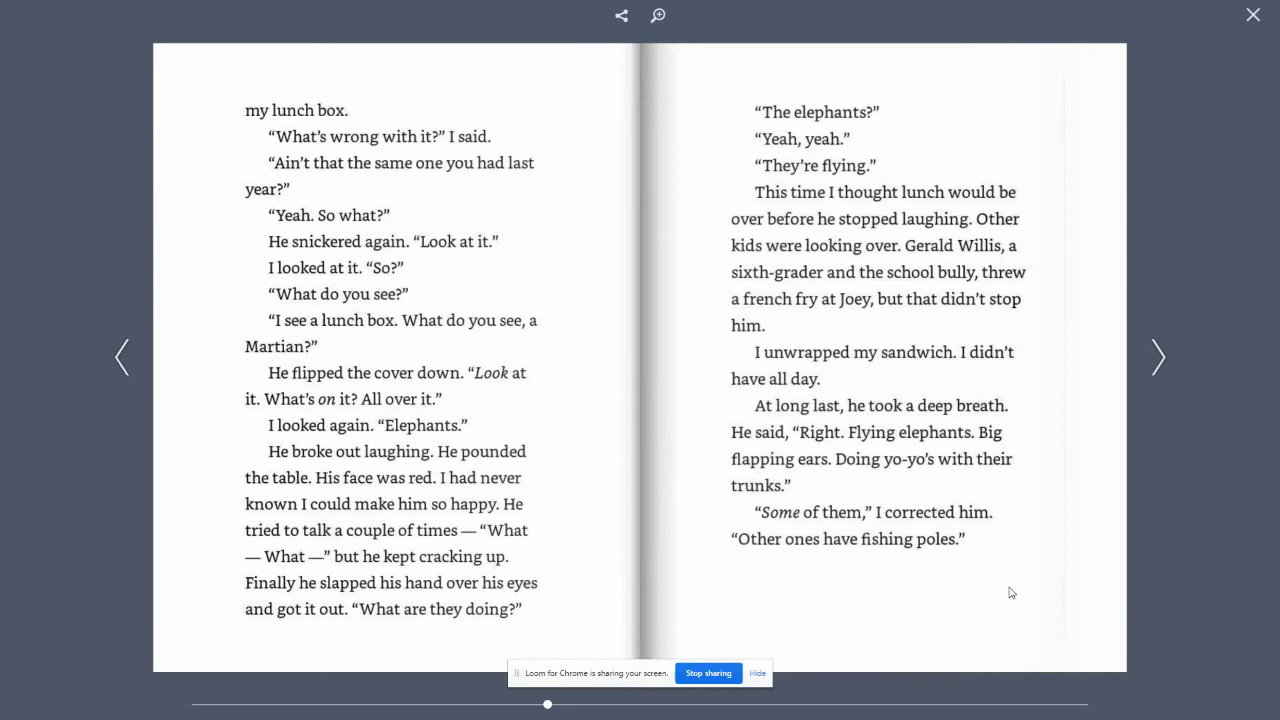 my lunch box.
“What’s wrong with it?” I said.
“Ain’t that the same one you had last
year?”
“Yeah. So what?”
He snickered again. “Look at it.”
I looked at it. “So?”
“What do you see?”
“I see a lunch box. What do you see, a
Martian?”
He flipped the cover down. “Look at
it. What’s on it? All over it.”
I looked again. “Elephants.”
He broke out laughing. He pounded
the table. His face was red. I had never
known I could make him so happy. He
tried to talk a couple of times — “What
— What —” but he kept cracking up.
Finally he slapped his hand over his eyes
and got it out. “What are they doing?”
“The elephants?”
“Yeah, yeah.”
“They’re flying.”
This time I thought lunch would be
over before he stopped laughing. Other
kids were looking over. Gerald Willis, a
sixth-grader and the school bully, threw
a french fry at Joey, but that didn’t stop
him.
I unwrapped my sandwich. I didn’t
have all day.
At long last, he took a deep breath.
He said, “Right. Flying elephants. Big
flapping ears. Doing yo-yo’s with their
trunks.”
“Some of them,” I corrected him.
“Other ones have fishing poles.”
Loom for Chrome is sharing your screen.
Stop sharing
Hide